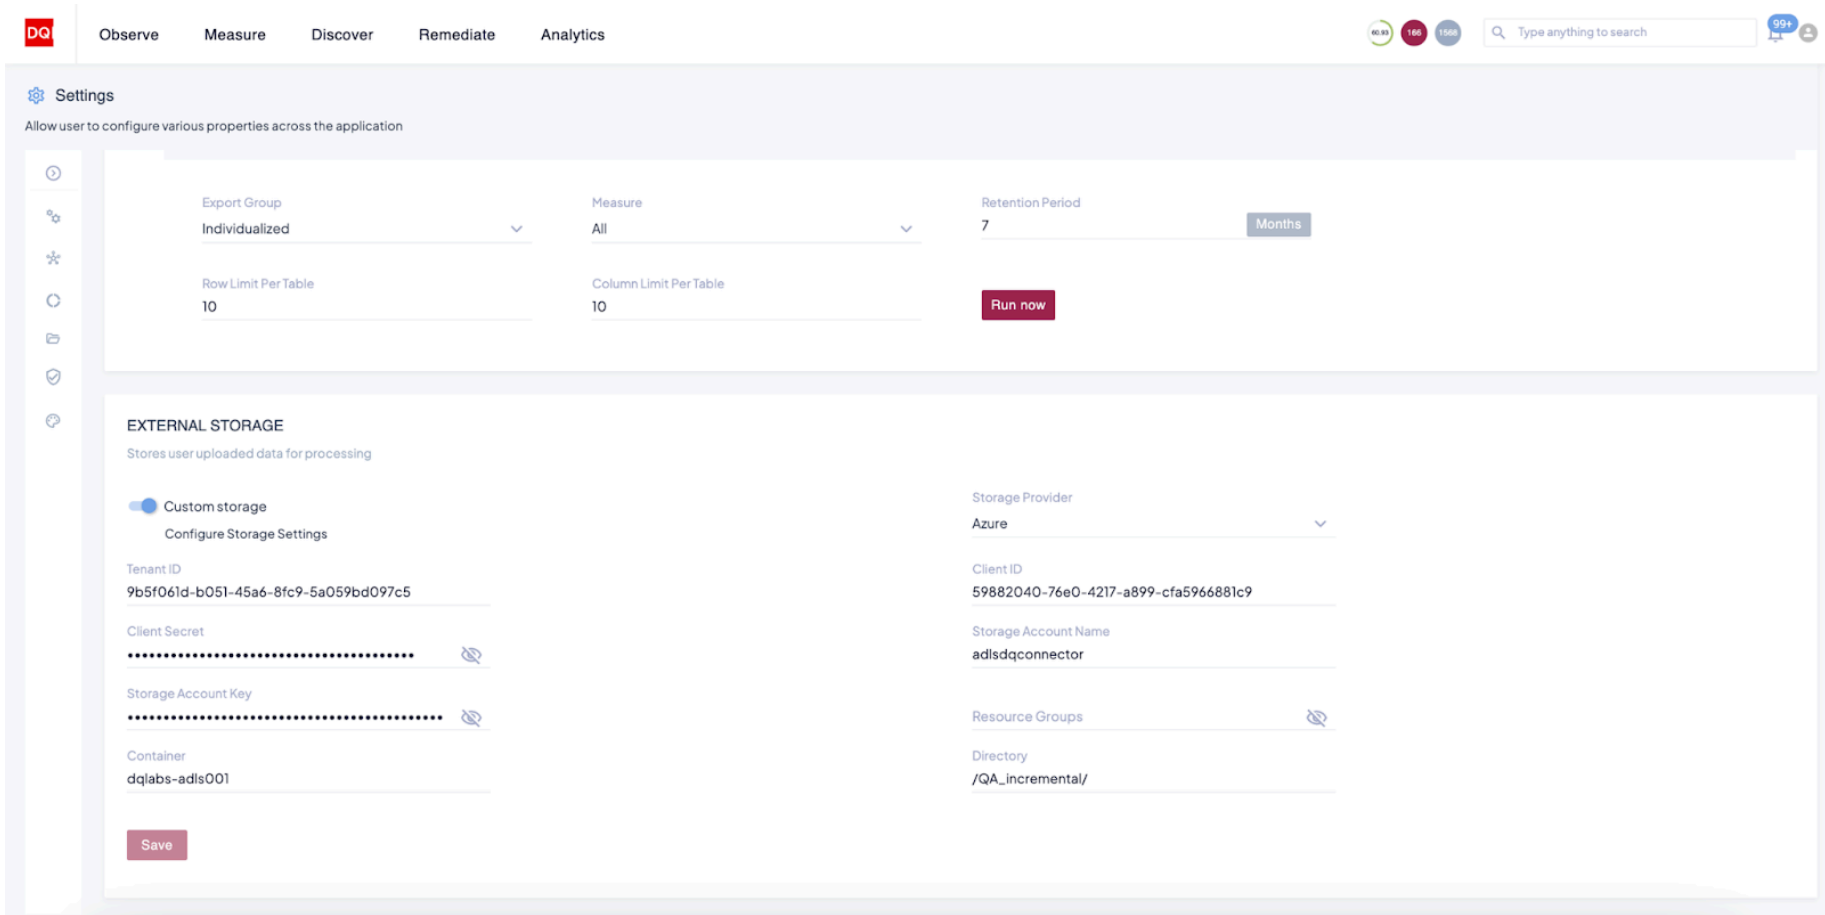 DQ Observe Measure Discover Remediate Analytics 60.93 166 1568 Type anything to search 99+
Settings
Allow user to configure various properties across the application
Export Group Measure Retention Period
Individualized All 7 Months
Row Limit Per Table Column Limit Per Table
10 10 Run now
EXTERNAL STORAGE
Stores user uploaded data for processing
Custom storage Storage Provider
Configure Storage Settings Azure
Tenant ID Client ID
9b5f061d-b051-45a6-8fc9-5a059bd097c5 59882040-76e0-4217-a899-cfa5966881c9
Client Secret Storage Account Name
adlsdqconnector
Storage Account Key
Resource Groups
Container Directory
dqlabs-adls001 /QA_incremental/
Save